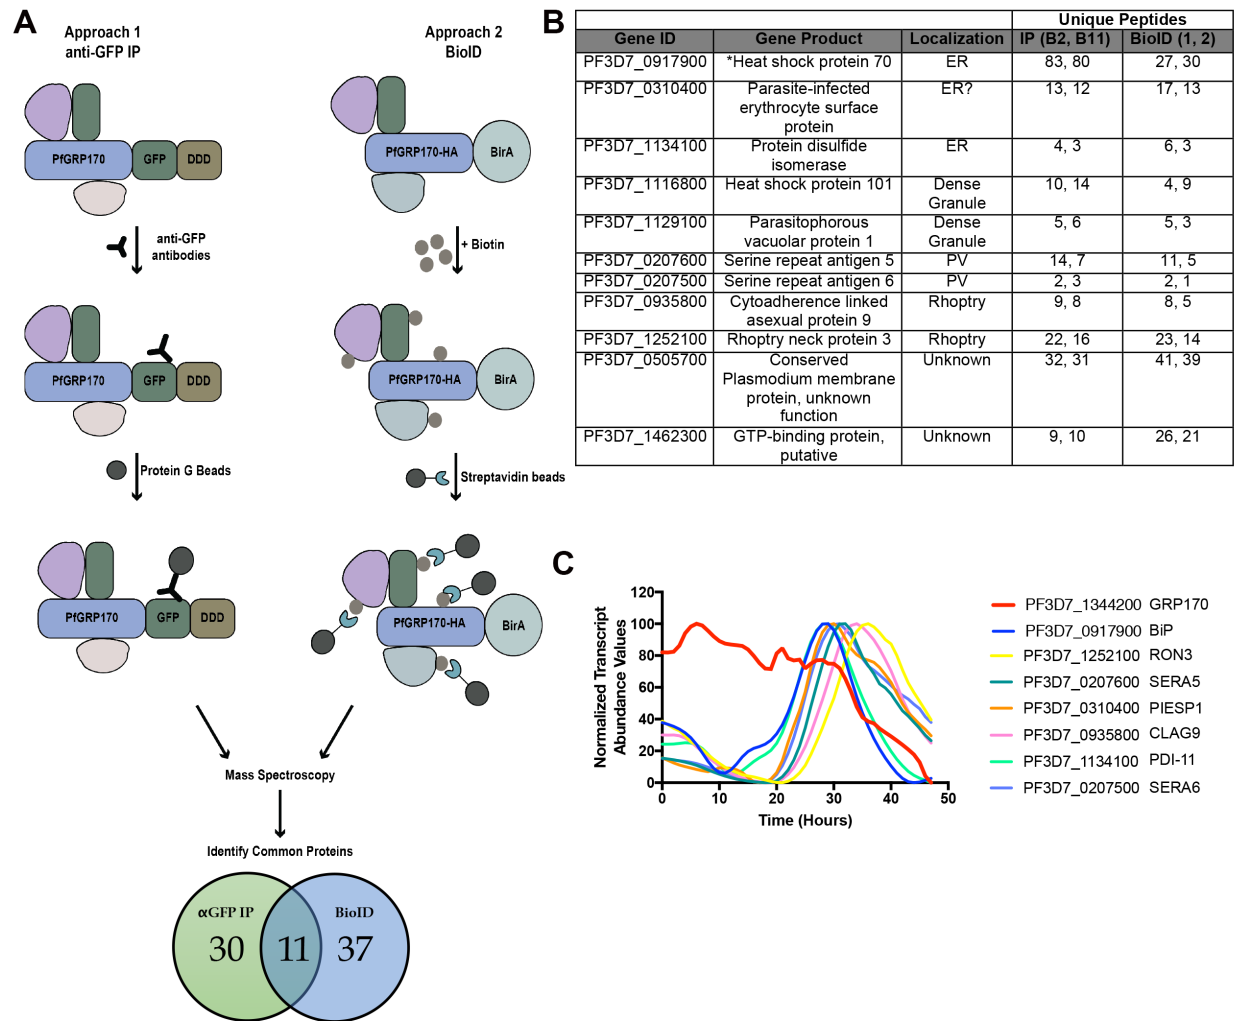 A
Approach 1
anti-GFP IP
Approach 2
BioID
PfGRP170
GFP
DDD
PfGRP170-HA
BirA
anti-GFP
antibodies
+ Biotin
PfGRP170
GFP
DDD
PfGRP170-HA
BirA
Protein G Beads
Streptavidin beads
PfGRP170
GFP
DDD
PfGRP170-HA
BirA
Mass Spectroscopy
Identify Common Proteins
αGFP IP
BioID
30
11
37
B
Unique Peptides
Gene ID Gene Product Localization IP (B2, B11) BioID (1, 2)
PF3D7_0917900 *Heat shock protein 70 ER 83, 80 27, 30
PF3D7_0310400 Parasite-infected ER? 13, 12 17, 13
erythrocyte surface
protein
PF3D7_1134100 Protein disulfide ER 4, 3 6, 3
isomerase
PF3D7_1116800 Heat shock protein 101 Dense 10, 14 4, 9
Granule
PF3D7_1129100 Parasitophorous Dense 5, 6 5, 3
vacuolar protein 1 Granule
PF3D7_0207600 Serine repeat antigen 5 PV 14, 7 11, 5
PF3D7_0207500 Serine repeat antigen 6 PV 2, 3 2, 1
PF3D7_0935800 Cytoadherence linked Rhoptry 9, 8 8, 5
asexual protein 9
PF3D7_1252100 Rhoptry neck protein 3 Rhoptry 22, 16 23, 14
PF3D7_0505700 Conserved Unknown 32, 31 41, 39
Plasmodium membrane
protein, unknown
function
PF3D7_1462300 GTP-binding protein, Unknown 9, 10 26, 21
putative
C
Normalized Transcript
Abundance Values
120
100
80
60
40
20
0
0 10 20 30 40 50
Time (Hours)
PF3D7_1344200 GRP170
PF3D7_0917900 BiP
PF3D7_1252100 RON3
PF3D7_0207600 SERA5
PF3D7_0310400 PIESP1
PF3D7_0935800 CLAG9
PF3D7_1134100 PDI-11
PF3D7_0207500 SERA6